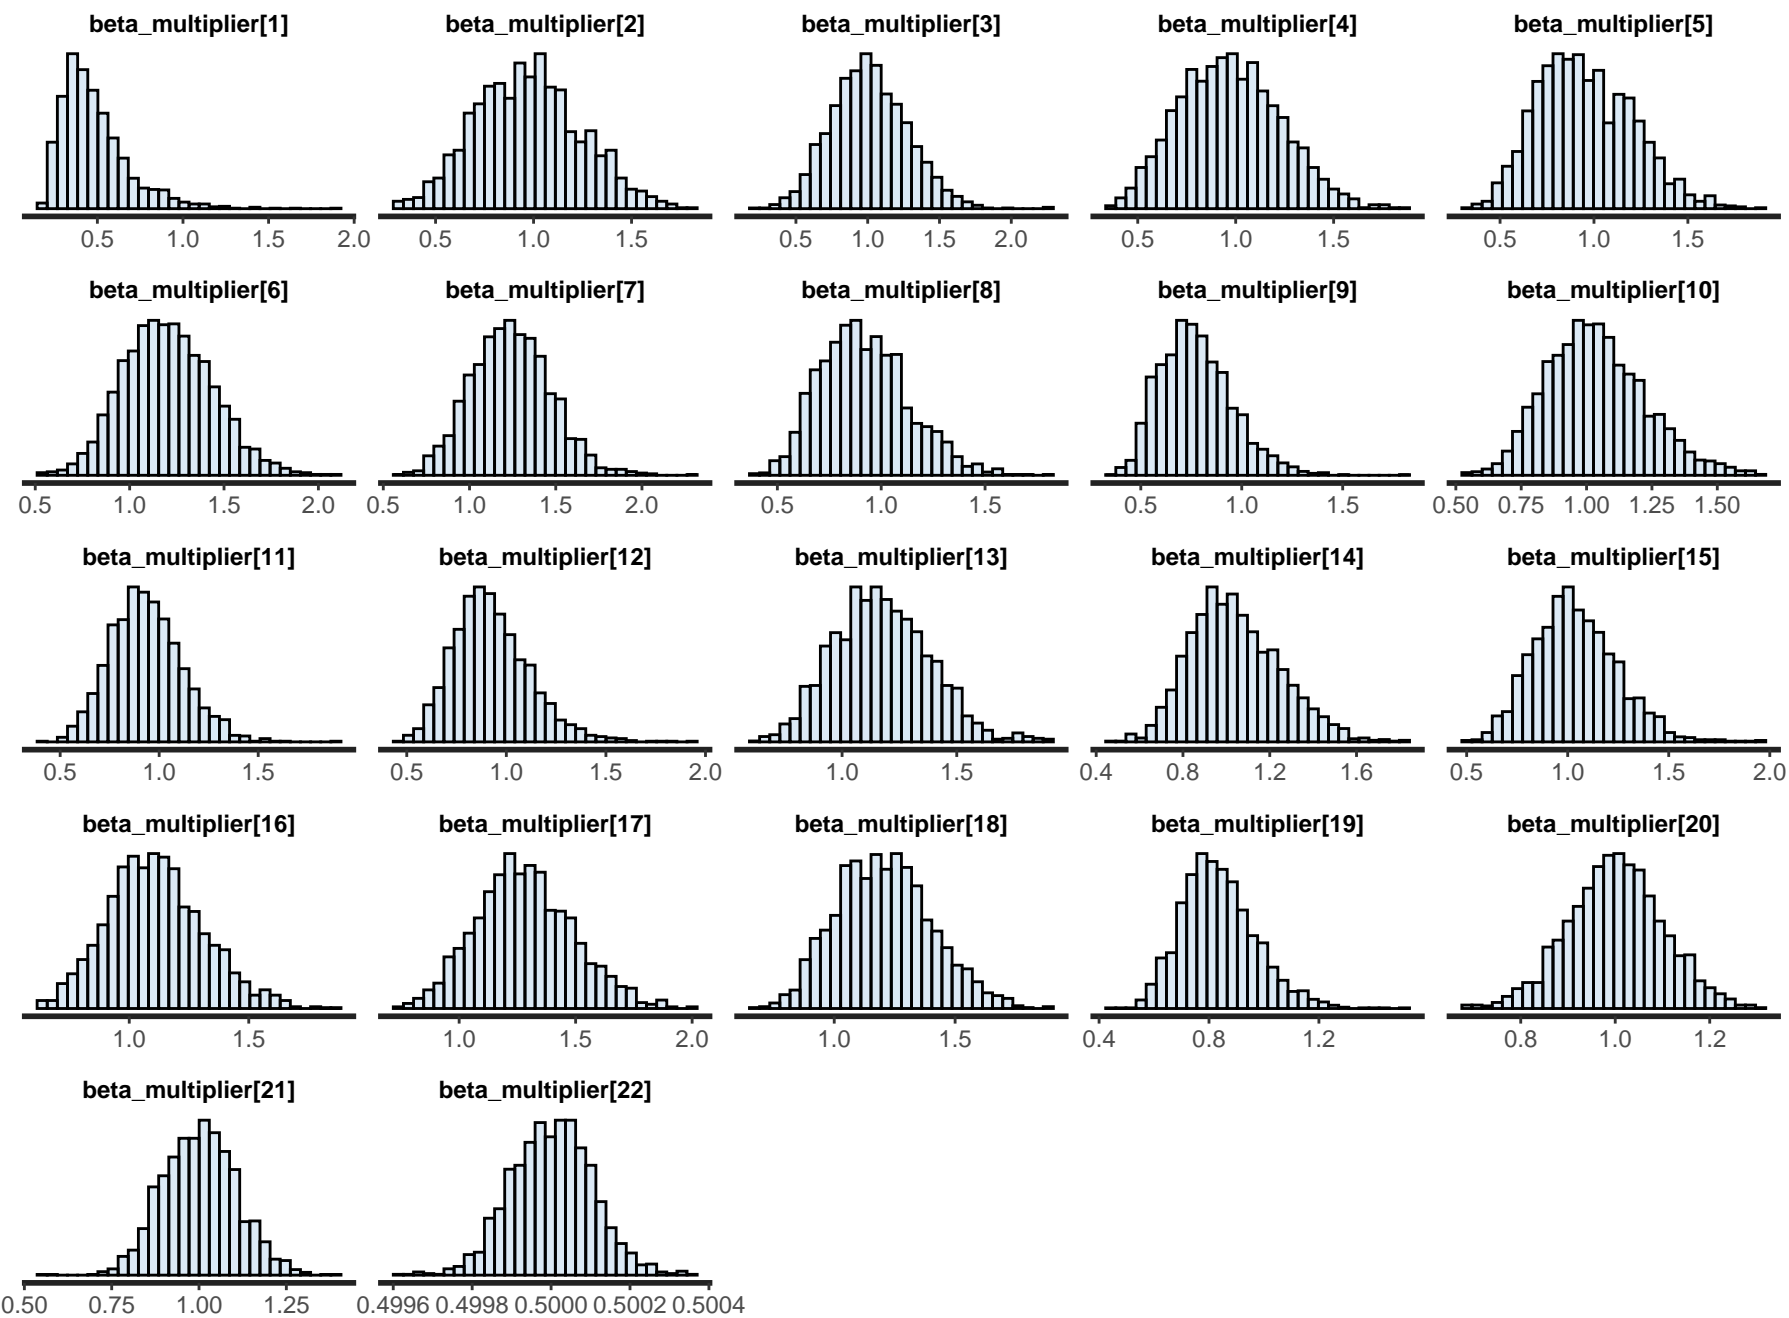 beta_multiplier[1] beta_multiplier[2] beta_multiplier[3] beta_multiplier[4] beta_multiplier[5]
0.5 1.0 1.5 2.0 0.5 1.0 1.5 0.5 1.0 1.5 2.0 0.5 1.0 1.5 0.5 1.0 1.5
beta_multiplier[6] beta_multiplier[7] beta_multiplier[8] beta_multiplier[9] beta_multiplier[10]
0.5 1.0 1.5 2.0 0.5 1.0 1.5 2.0 0.5 1.0 1.5 0.5 1.0 1.5 0.50 0.75 1.00 1.25 1.50
beta_multiplier[11] beta_multiplier[12] beta_multiplier[13] beta_multiplier[14] beta_multiplier[15]
0.5 1.0 1.5 0.5 1.0 1.5 2.0 1.0 1.5 0.4 0.8 1.2 1.6 0.5 1.0 1.5 2.0
beta_multiplier[16] beta_multiplier[17] beta_multiplier[18] beta_multiplier[19] beta_multiplier[20]
1.0 1.5 1.0 1.5 2.0 1.0 1.5 0.4 0.8 1.2 0.8 1.0 1.2
beta_multiplier[21] beta_multiplier[22]
0.50 0.75 1.00 1.25 0.4996 0.4998 0.5000 0.5002 0.5004